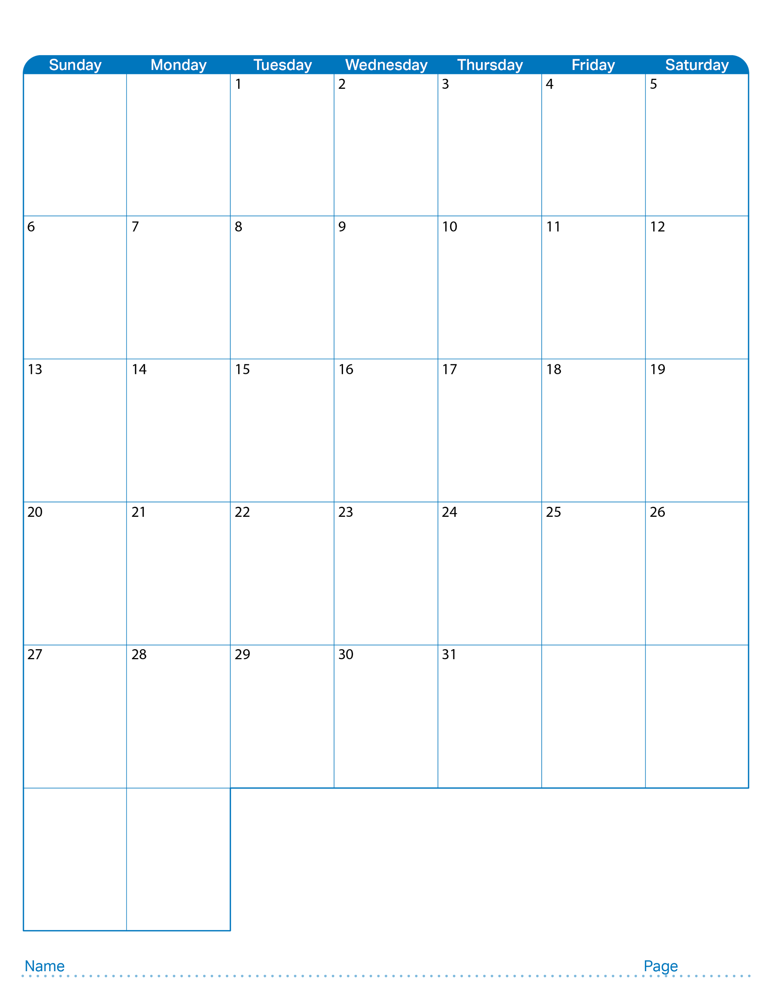 Sunday Monday Tuesday Wednesday Thursday Friday Saturday
1 2 3 4 5
6 7 8 9 10 11 12
13 14 15 16 17 18 19
20 21 22 23 24 25 26
27 28 29 30 31
Name Page